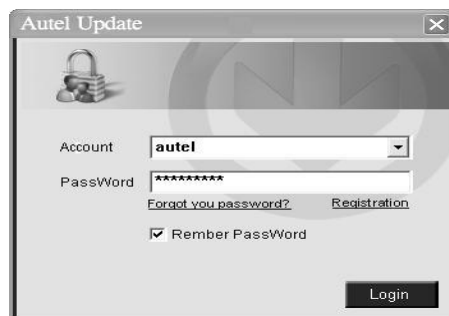 Autel Update
Account autel
PassWord *********
Forgot you password? Registration
Rember PassWord
Login